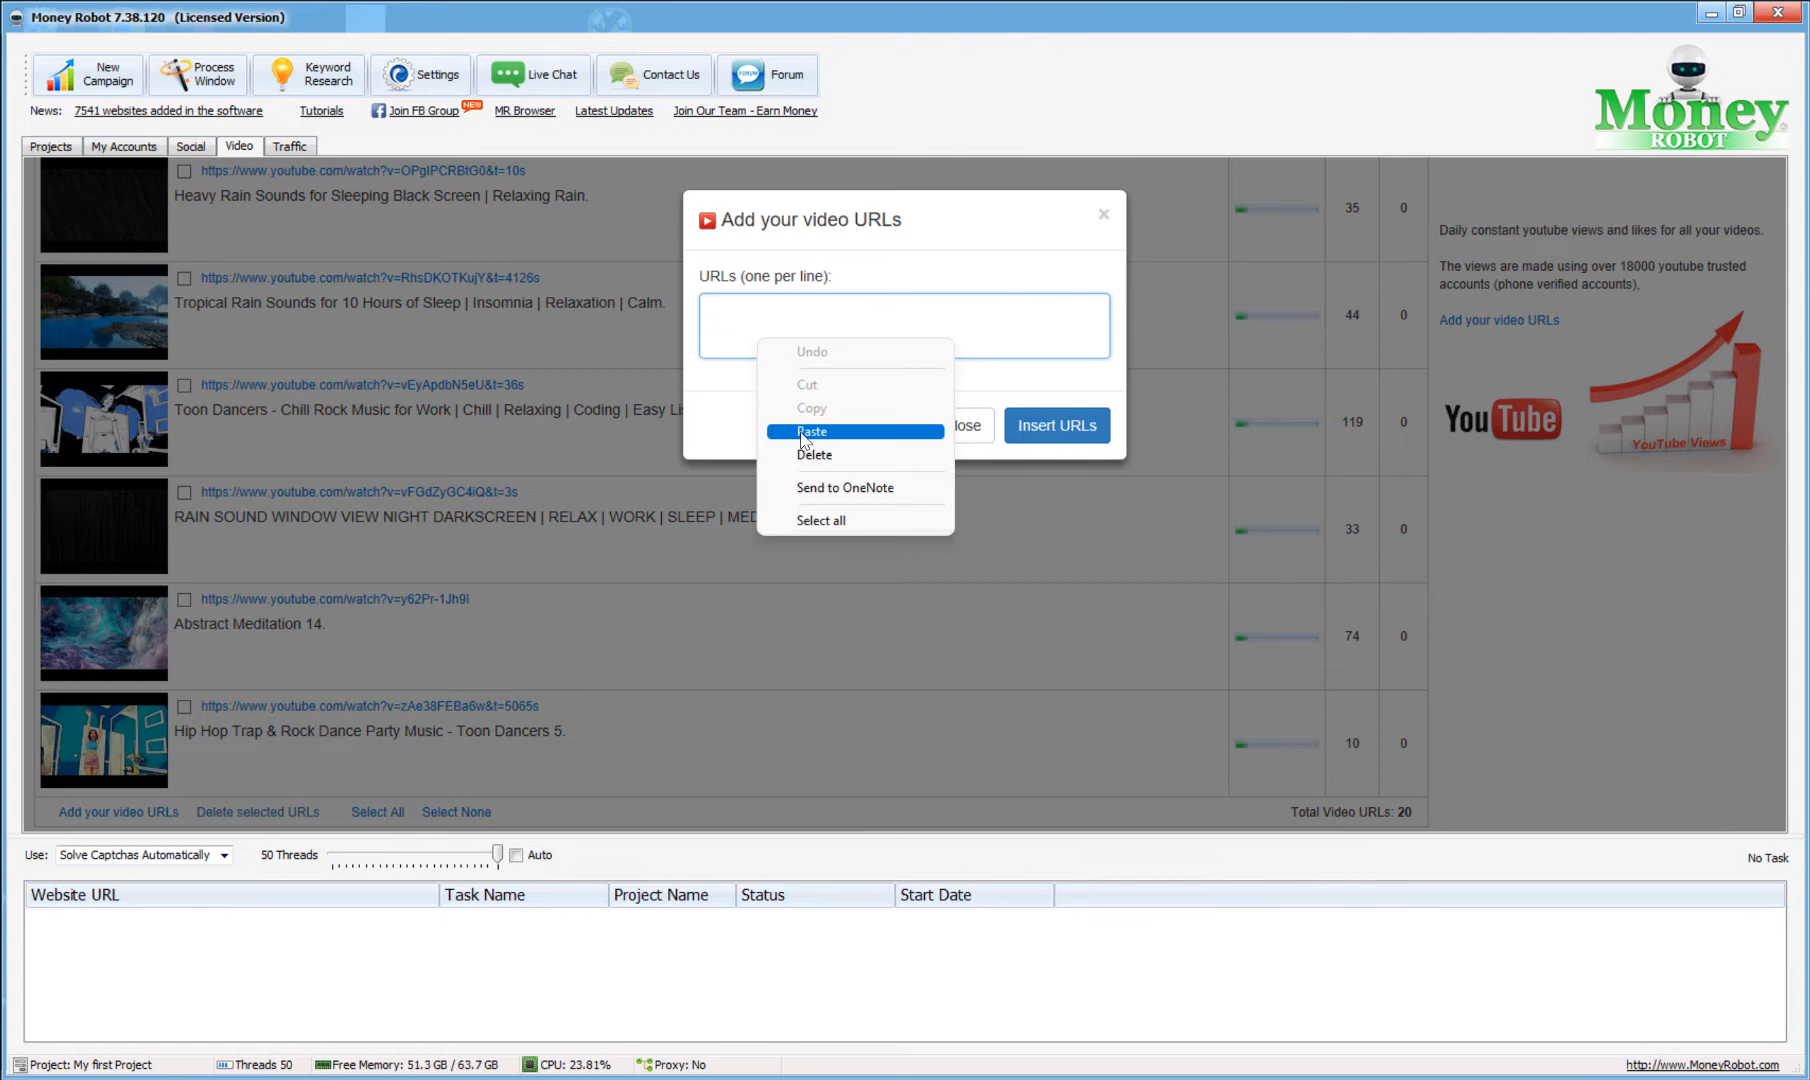 Money Robot 7.38.120   (Licensed Version)
New Campaign
Process Window
Keyword Research
Settings
Live Chat
Contact Us
FORUM
Forum
News:
7541 websites added in the software
Tutorials
Join FB Group
NEW
MR Browser
Latest Updates
Join Our Team - Earn Money
Money
ROBOT
Projects
My Accounts
Social
Video
Traffic
https://www.youtube.com/watch?v=OPgIPCRBtG0&t=10s
Heavy Rain Sounds for Sleeping Black Screen | Relaxing Rain.
35
0
https://www.youtube.com/watch?v=RhsDKOTKujY&t=4126s
Tropical Rain Sounds for 10 Hours of Sleep | Insomnia | Relaxation | Calm.
44
0
https://www.youtube.com/watch?v=vEyApdbN5eU&t=36s
Toon Dancers - Chill Rock Music for Work | Chill | Relaxing | Coding | Easy Li
119
0
https://www.youtube.com/watch?v=vFGdZyGC4iQ&t=3s
RAIN SOUND WINDOW VIEW NIGHT DARKSCREEN | RELAX | WORK | SLEEP | MED
33
0
https://www.youtube.com/watch?v=y62Pr-1Jh9I
Abstract Meditation 14.
74
0
https://www.youtube.com/watch?v=zAe38FEBa6w&t=5065s
Hip Hop Trap & Rock Dance Party Music - Toon Dancers 5.
10
0
Add your video URLs
Delete selected URLs
Select All
Select None
Total Video URLs: 20
Add your video URLs
×
URLs (one per line):
lose
Insert URLs
Undo
Cut
Copy
Paste
Delete
Send to OneNote
Select all
Daily constant youtube views and likes for all your videos.
The views are made using over 18000 youtube trusted
accounts (phone verified accounts),
Add your video URLs
YouTube
YouTube Views
Use:
Solve Captchas Automatically
50 Threads
Auto
No Task
Website URL
Task Name
Project Name
Status
Start Date
Project: My first Project
Threads 50
Free Memory: 51.3 GB / 63.7 GB
CPU: 23.81%
Proxy: No
http://www.MoneyRobot.com